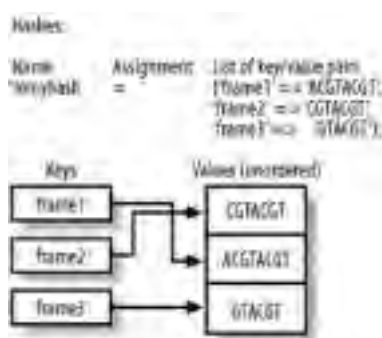 Hashes:
Name Assignment List of key/value pairs
%myhash = ('frame1' => 'ACGTACGT',
'frame2' => 'CGTACGT'
'frame3' => 'GTACGT');
Keys Values (unordered)
frame1 CGTACGT
frame2 ACGTACGT
frame3 GTACGT